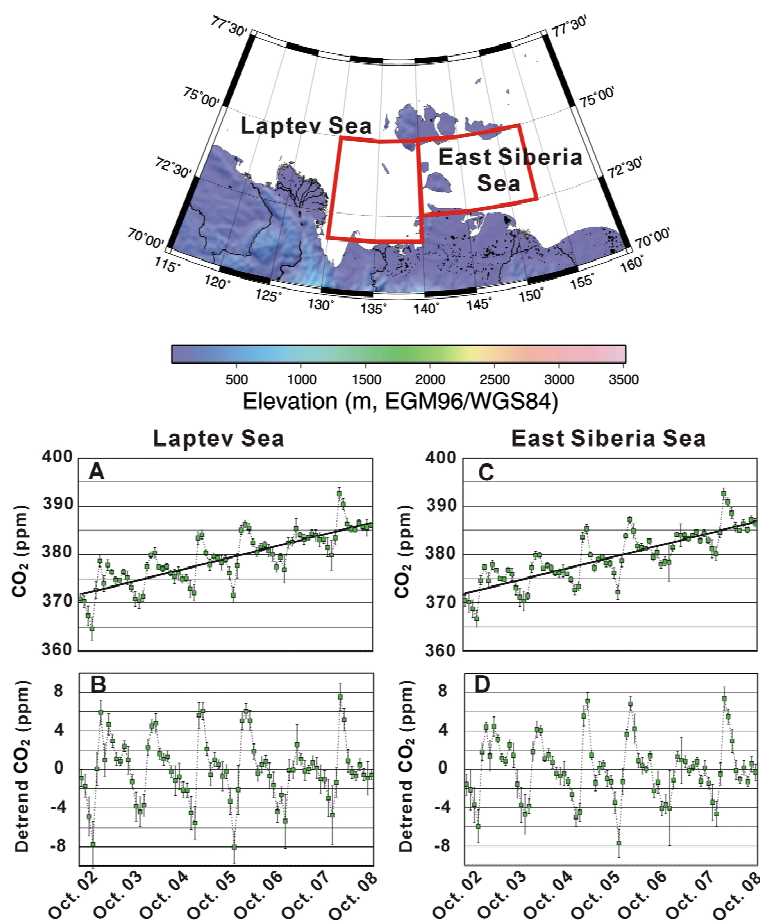 77˚30'
77˚30'
75˚00'
75˚00'
Laptev Sea
East Siberia
Sea
72˚30'
72˚30'
70˚00'
70˚00'
115˚
120˚
125˚
130˚
135˚
140˚
145˚
150˚
155˚
160˚
500 1000 1500 2000 2500 3000 3500
Elevation (m, EGM96/WGS84)
Laptev Sea
East Siberia Sea
A
400
390
380
370
360
CO₂ (ppm)
C
400
390
380
370
360
CO₂ (ppm)
B
8
4
0
-4
-8
Detrend CO₂ (ppm)
Oct. 02 Oct. 03 Oct. 04 Oct. 05 Oct. 06 Oct. 07 Oct. 08
D
8
4
0
-4
-8
Detrend CO₂ (ppm)
Oct. 02 Oct. 03 Oct. 04 Oct. 05 Oct. 06 Oct. 07 Oct. 08